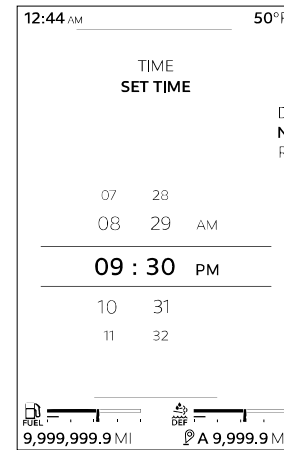 12:44 AM 50°F
TIME
SET TIME
D
N
R
07 28
08 29 AM
09 : 30 PM
10 31
11 32
FUEL DEF
9,999,999.9 MI A 9,999.9 M